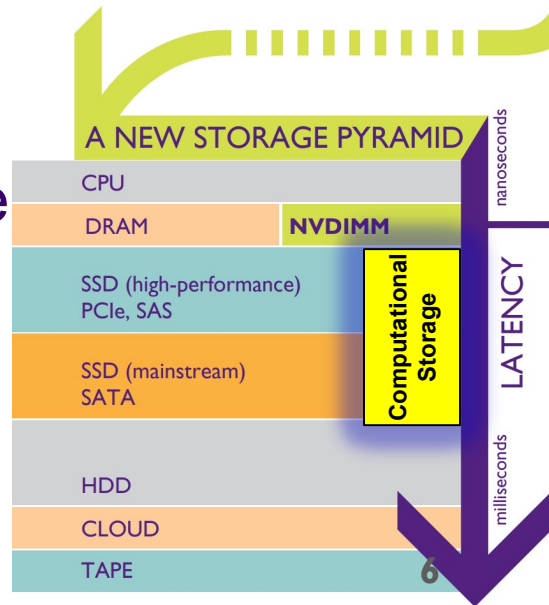 A NEW STORAGE PYRAMID
nanoseconds
CPU
e
DRAM
NVDIMM
SSD (high-performance)
PCIe, SAS
Computational
Storage
LATENCY
SSD (mainstream)
SATA
HDD
milliseconds
CLOUD
TAPE
6